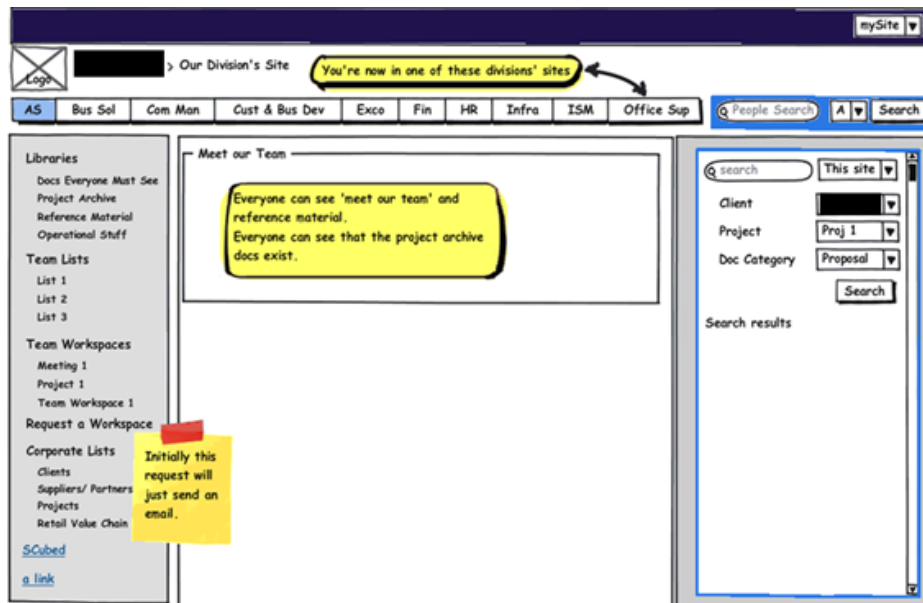 mySite
Logo
> Our Division's Site
You're now in one of these divisions' sites
AS Bus Sol Com Man Cust & Bus Dev Exco Fin HR Infra ISM Office Sup
People Search A Search
Libraries
Docs Everyone Must See
Project Archive
Reference Material
Operational Stuff
Team Lists
List 1
List 2
List 3
Team Workspaces
Meeting 1
Project 1
Team Workspace 1
Request a Workspace
Corporate Lists
Clients
Suppliers/ Partners
Projects
Retail Value Chain
SCubed
a link
Initially this
request will
just send an
email.
Meet our Team
Everyone can see 'meet our team' and
reference material.
Everyone can see that the project archive
docs exist.
search This site
Client
Project Proj 1
Doc Category Proposal
Search
Search results